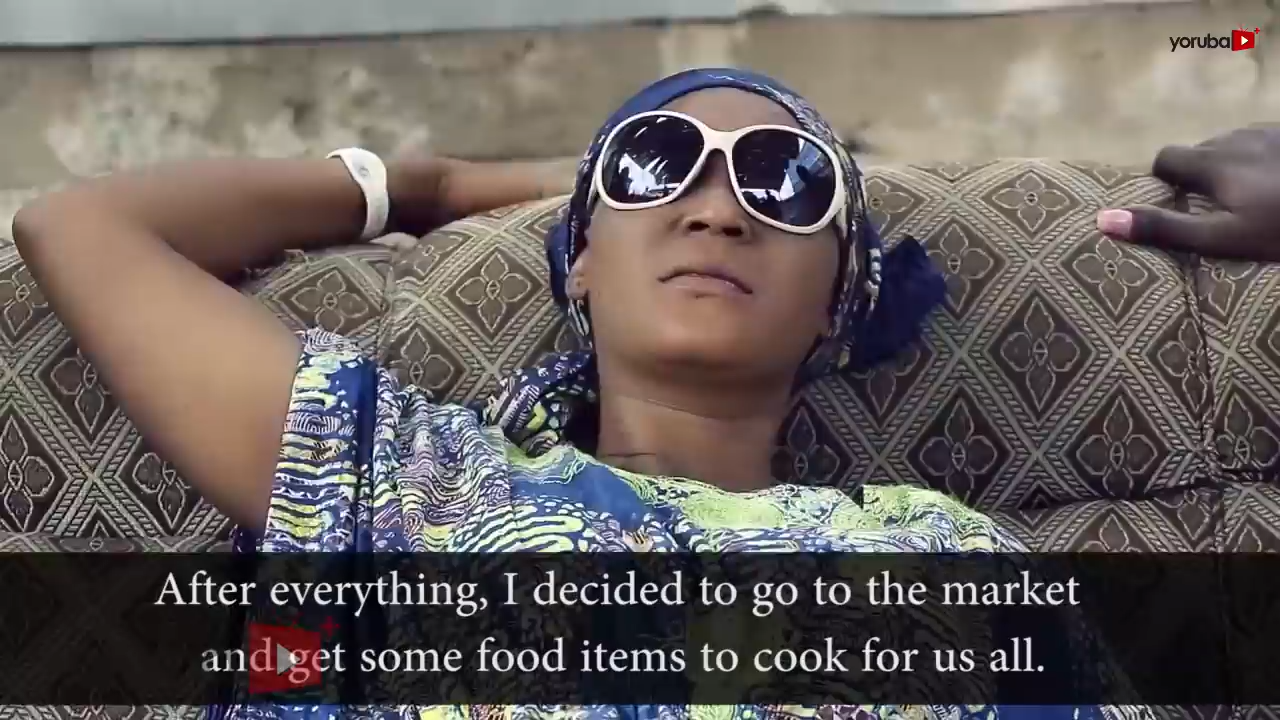 yoruba
After everything, I decided to go to the market
and get some food items to cook for us all.